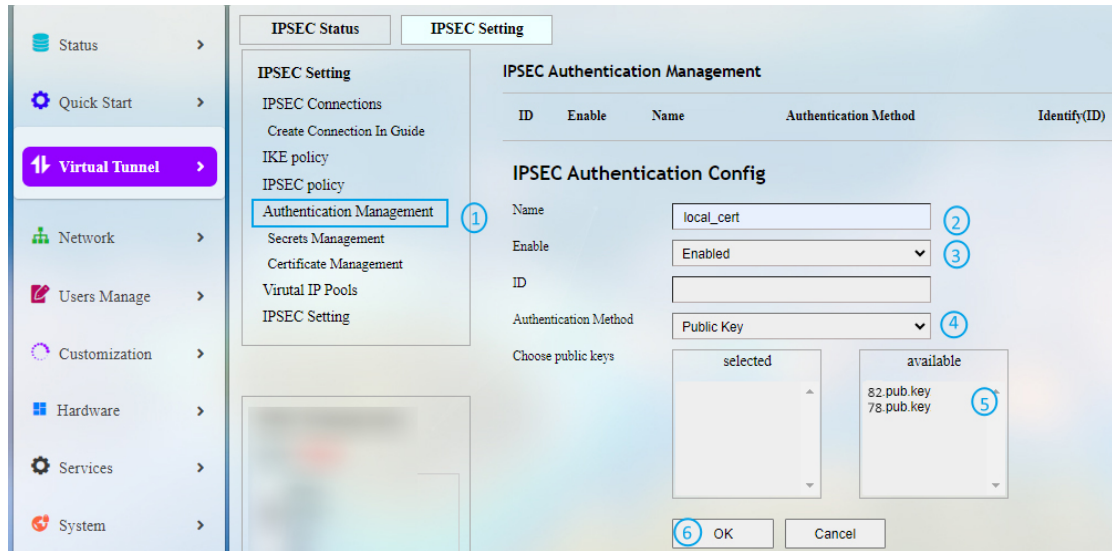 Status
Quick Start
Virtual Tunnel
Network
Users Manage
Customization
Hardware
Services
System
IPSEC Status
IPSEC Setting
IPSEC Setting
IPSEC Connections
Create Connection In Guide
IKE policy
IPSEC policy
Authentication Management
1
Secrets Management
Certificate Management
Virutal IP Pools
IPSEC Setting
IPSEC Authentication Management
ID Enable Name Authentication Method Identify(ID)
IPSEC Authentication Config
Name local_cert 2
Enable Enabled 3
ID
Authentication Method Public Key 4
Choose public keys selected available
82.pub.key
78.pub.key
5
6 OK Cancel